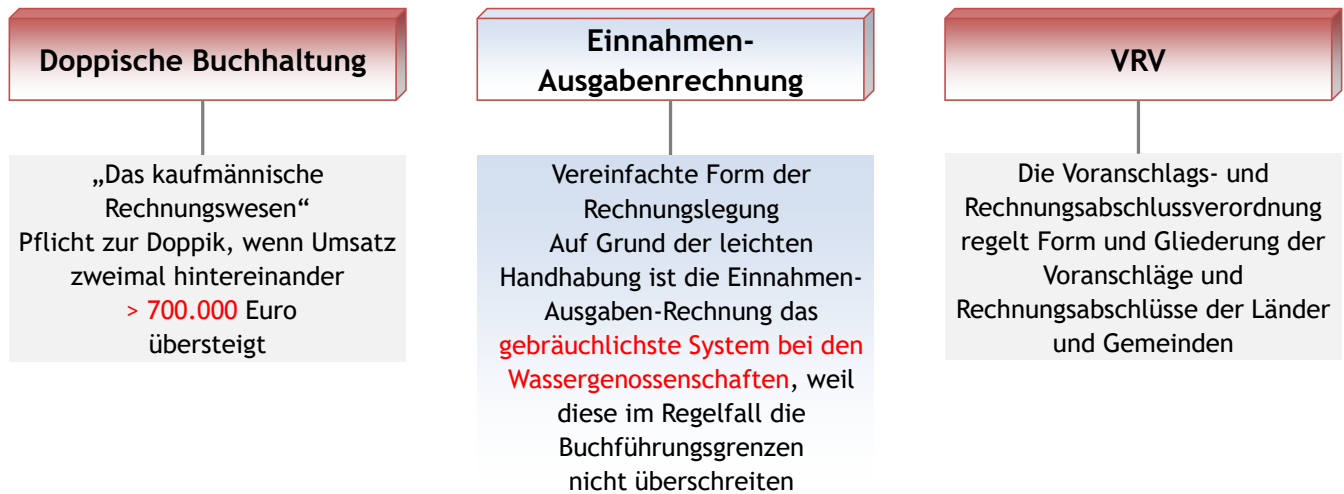 Doppische Buchhaltung
„Das kaufmännische
Rechnungswesen“
Pflicht zur Doppik, wenn Umsatz
zweimal hintereinander
> 700.000 Euro
übersteigt
Einnahmen-
Ausgabenrechnung
Vereinfachte Form der
Rechnungslegung
Auf Grund der leichten
Handhabung ist die Einnahmen-
Ausgaben-Rechnung das
gebräuchlichste System bei den
Wassergenossenschaften, weil
diese im Regelfall die
Buchführungsgrenzen
nicht überschreiten
VRV
Die Voranschlags- und
Rechnungsabschlussverordnung
regelt Form und Gliederung der
Voranschläge und
Rechnungsabschlüsse der Länder
und Gemeinden